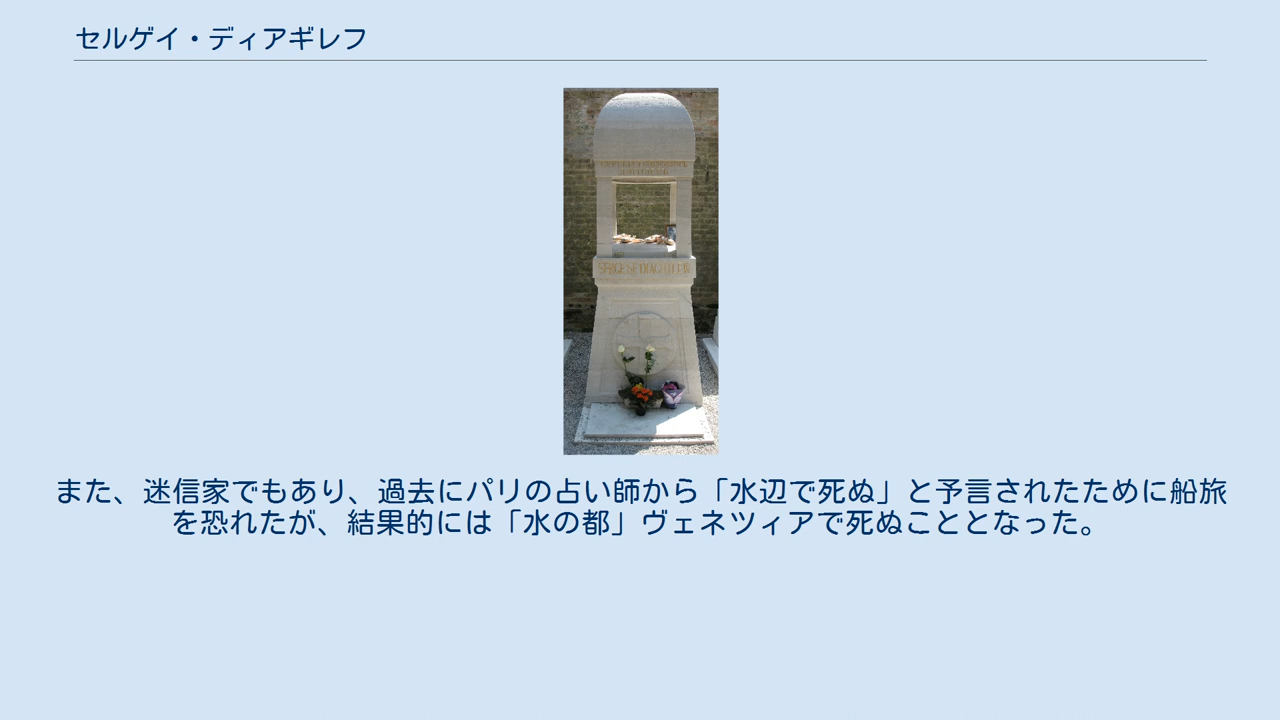 セルゲイ・ディアギレフ
また、迷信家でもあり、過去にパリの占い師から「水辺で死ぬ」と予言されたために船旅
を恐れたが、結果的には「水の都」ヴェネツィアで死ぬこととなった。